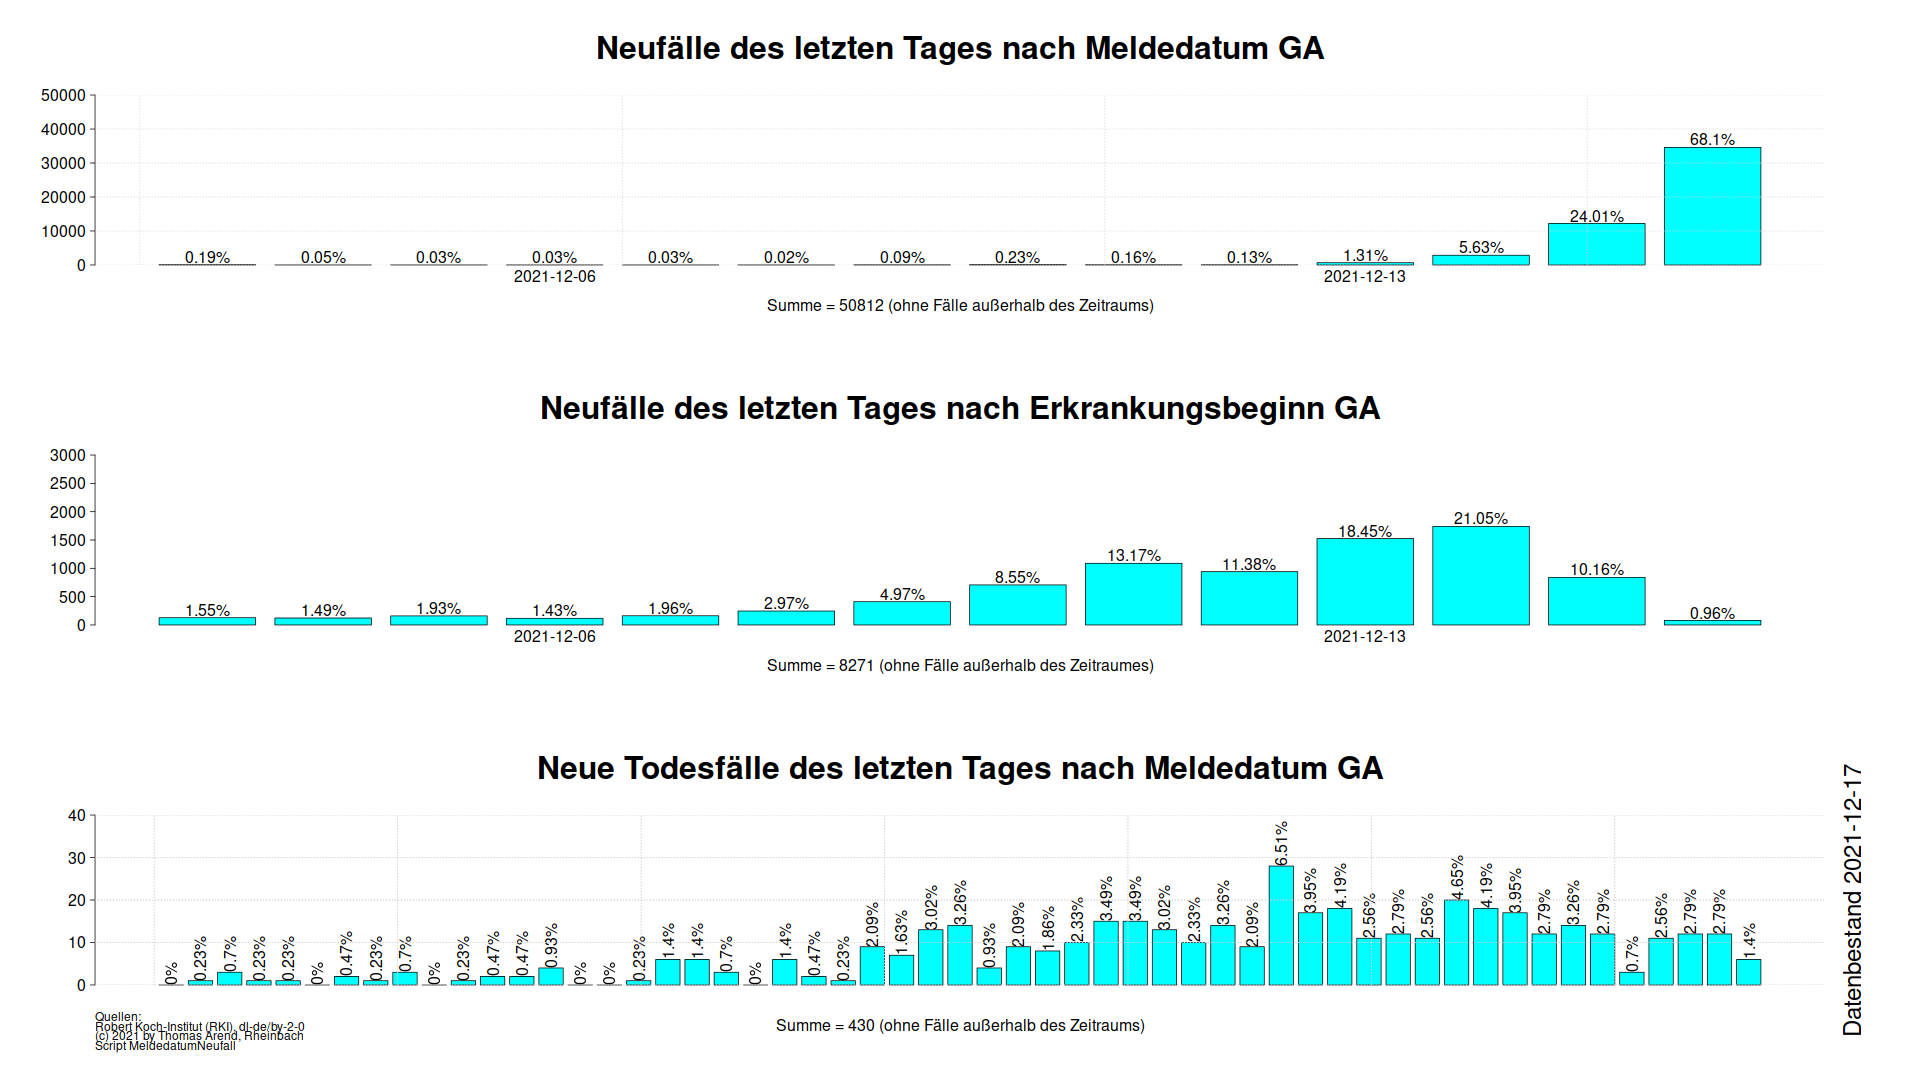 Neufälle des letzten Tages nach Meldedatum GA
50000
40000
30000
20000
10000
0
0.19% 0.05% 0.03% 0.03% 0.03% 0.02% 0.09% 0.23% 0.16% 0.13% 1.31% 5.63% 24.01% 68.1%
2021-12-06 2021-12-13
Summe = 50812 (ohne Fälle außerhalb des Zeitraums)
Neufälle des letzten Tages nach Erkrankungsbeginn GA
3000
2500
2000
1500
1000
500
0
1.55% 1.49% 1.93% 1.43% 1.96% 2.97% 4.97% 8.55% 13.17% 11.38% 18.45% 21.05% 10.16% 0.96%
2021-12-06 2021-12-13
Summe = 8271 (ohne Fälle außerhalb des Zeitraumes)
Neue Todesfälle des letzten Tages nach Meldedatum GA
40
30
20
10
0
0% 0.23% 0.7% 0.23% 0.23% 0% 0.47% 0.23% 0.7% 0% 0.23% 0.47% 0.47% 0.93% 0% 0% 0.23% 1.4% 1.4% 0.7% 0% 1.4% 0.47% 0.23% 2.09% 1.63% 3.02% 3.26% 0.93% 2.09% 1.86% 2.33% 3.49% 3.49% 3.02% 2.33% 3.26% 2.09% 6.51% 3.95% 4.19% 2.56% 2.79% 2.56% 4.65% 4.19% 3.95% 2.79% 3.26% 2.79% 0.7% 2.56% 2.79% 2.79% 1.4%
Summe = 430 (ohne Fälle außerhalb des Zeitraums)
Quellen:
Robert Koch-Institut (RKI), dl-de/by-2-0
(c) 2021 by Thomas Arend, Rheinbach
Script MeldedatumNeufall
Datenbestand 2021-12-17